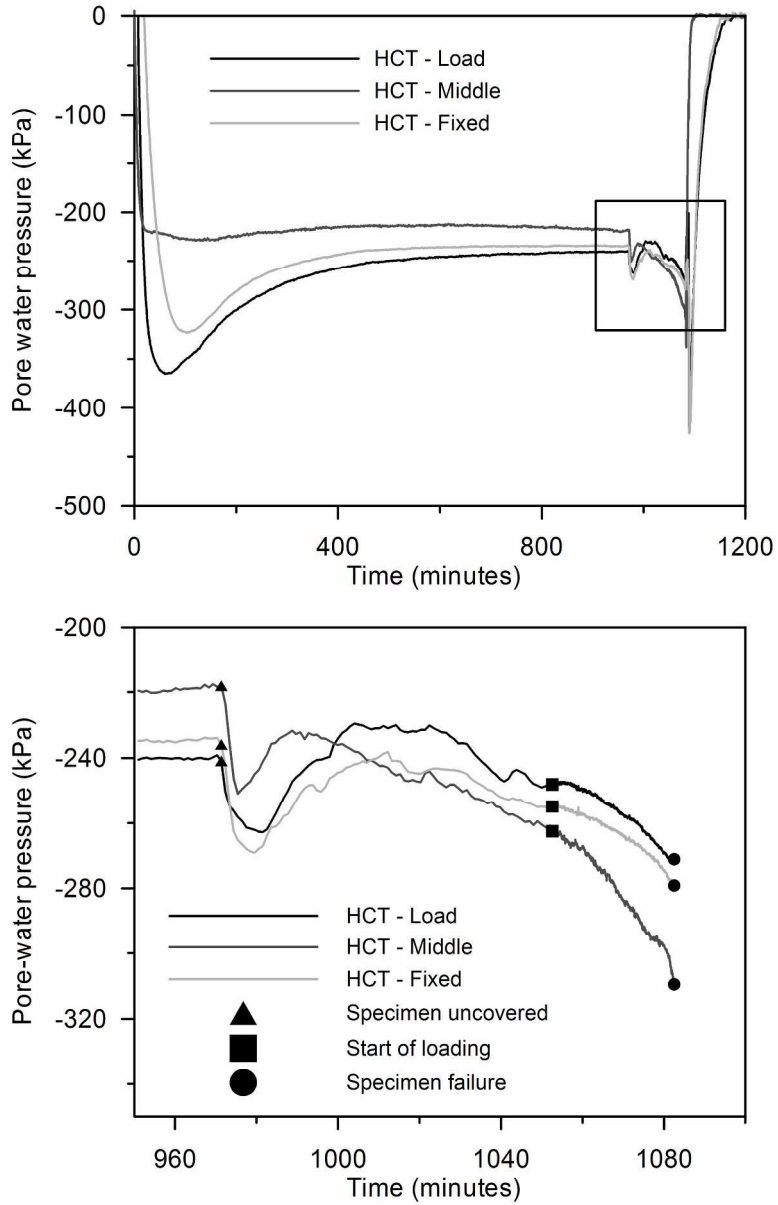 0
-100
-200
-300
-400
-500
Pore water pressure (kPa)
HCT - Load
HCT - Middle
HCT - Fixed
0
400
800
1200
Time (minutes)
-200
-240
-280
-320
Pore-water pressure (kPa)
HCT - Load
HCT - Middle
HCT - Fixed
Specimen uncovered
Start of loading
Specimen failure
960
1000
1040
1080
Time (minutes)